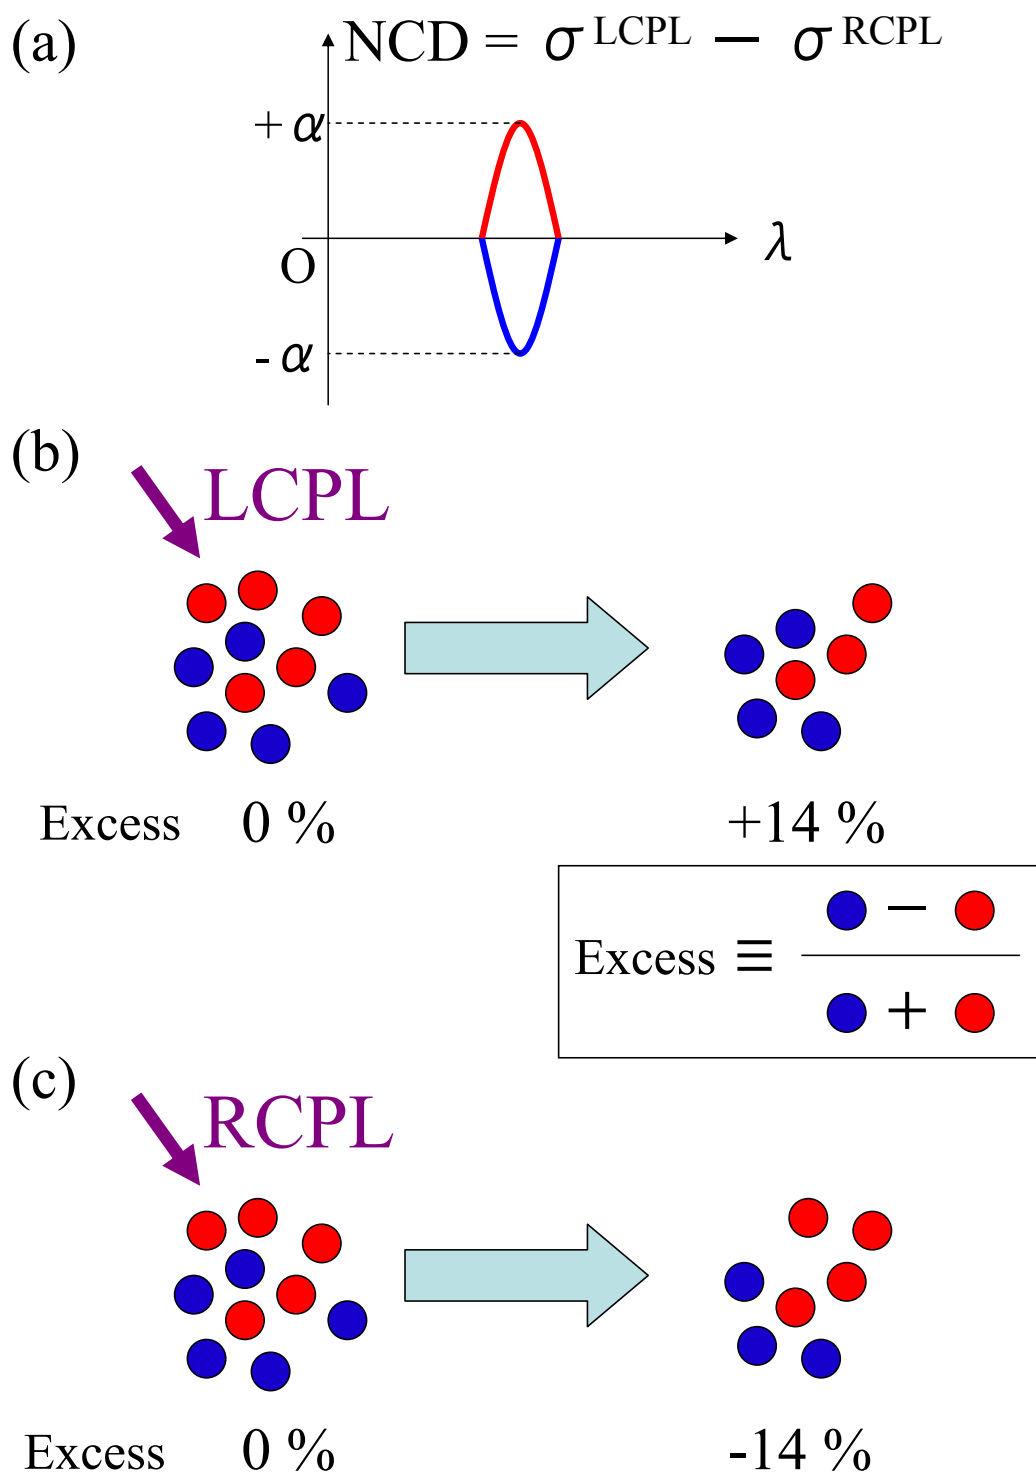 (a)
NCD = σ LCPL − σ RCPL
+ α
O
λ
- α
(b)
LCPL
Excess 0 % +14 %
Excess ≡ − +
(c)
RCPL
Excess 0 % -14 %